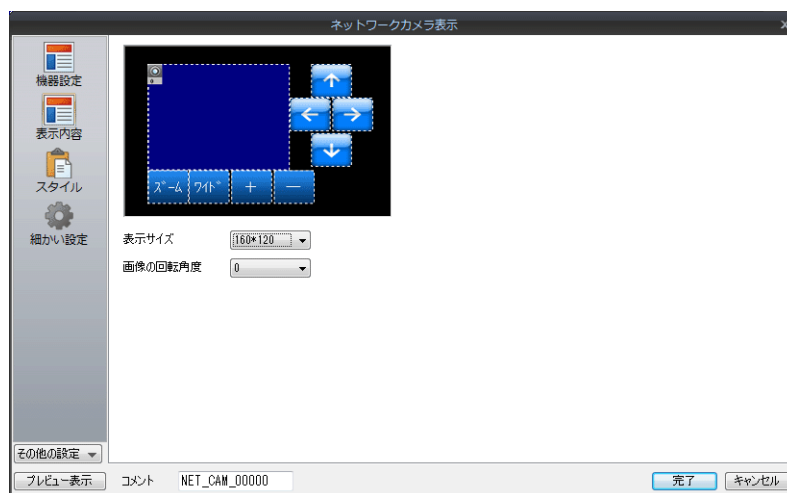 ネットワークカメラ表示
機器設定
表示内容
スタイル
細かい設定
ズーム ワイド + −
表示サイズ 160*120
画像の回転角度 0
その他の設定
プレビュー表示 コメント NET_CAM_00000 完了 キャンセル